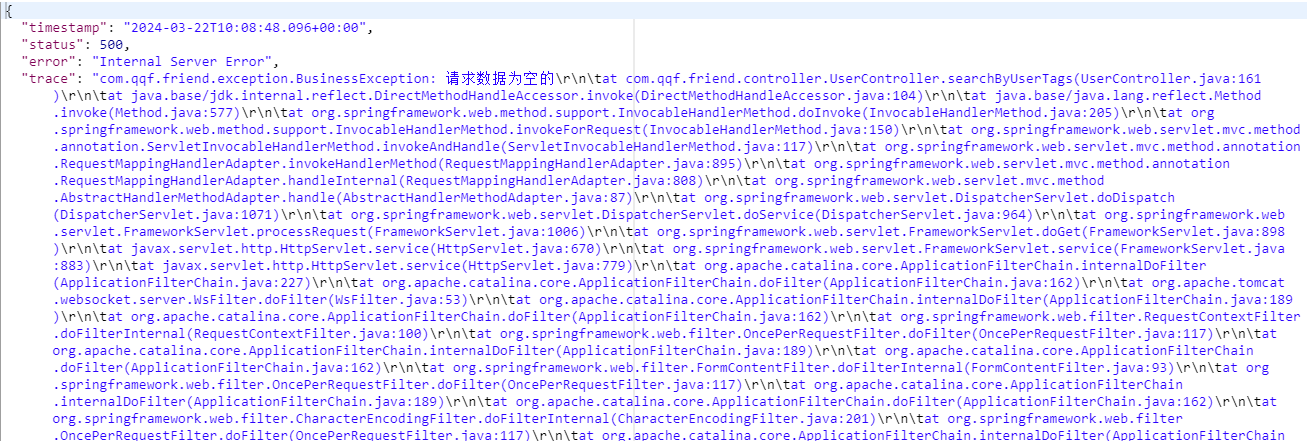 {
"timestamp": "2024-03-22T10:08:48.096+00:00",
"status": 500,
"error": "Internal Server Error",
"trace": "com.qqf.friend.exception.BusinessException: 请求数据为空的\r\n\tat com.qqf.friend.controller.UserController.searchByUserTags(UserController.java:161
)\r\n\tat java.base/jdk.internal.reflect.DirectMethodHandleAccessor.invoke(DirectMethodHandleAccessor.java:104)\r\n\tat java.base/java.lang.reflect.Method
.invoke(Method.java:577)\r\n\tat org.springframework.web.method.support.InvocableHandlerMethod.doInvoke(InvocableHandlerMethod.java:205)\r\n\tat org
.springframework.web.method.support.InvocableHandlerMethod.invokeForRequest(InvocableHandlerMethod.java:150)\r\n\tat org.springframework.web.servlet.mvc.method
.annotation.ServletInvocableHandlerMethod.invokeAndHandle(ServletInvocableHandlerMethod.java:117)\r\n\tat org.springframework.web.servlet.mvc.method.annotation
.RequestMappingHandlerAdapter.invokeHandlerMethod(RequestMappingHandlerAdapter.java:895)\r\n\tat org.springframework.web.servlet.mvc.method.annotation
.RequestMappingHandlerAdapter.handleInternal(RequestMappingHandlerAdapter.java:808)\r\n\tat org.springframework.web.servlet.mvc.method
.AbstractHandlerMethodAdapter.handle(AbstractHandlerMethodAdapter.java:87)\r\n\tat org.springframework.web.servlet.DispatcherServlet.doDispatch
(DispatcherServlet.java:1071)\r\n\tat org.springframework.web.servlet.DispatcherServlet.doService(DispatcherServlet.java:964)\r\n\tat org.springframework.web
.servlet.FrameworkServlet.processRequest(FrameworkServlet.java:1006)\r\n\tat org.springframework.web.servlet.FrameworkServlet.doGet(FrameworkServlet.java:898
)\r\n\tat javax.servlet.http.HttpServlet.service(HttpServlet.java:670)\r\n\tat org.springframework.web.servlet.FrameworkServlet.service(FrameworkServlet.java
:883)\r\n\tat javax.servlet.http.HttpServlet.service(HttpServlet.java:779)\r\n\tat org.apache.catalina.core.ApplicationFilterChain.internalDoFilter
(ApplicationFilterChain.java:227)\r\n\tat org.apache.catalina.core.ApplicationFilterChain.doFilter(ApplicationFilterChain.java:162)\r\n\tat org.apache.tomcat
.websocket.server.WsFilter.doFilter(WsFilter.java:53)\r\n\tat org.apache.catalina.core.ApplicationFilterChain.internalDoFilter(ApplicationFilterChain.java:189
)\r\n\tat org.apache.catalina.core.ApplicationFilterChain.doFilter(ApplicationFilterChain.java:162)\r\n\tat org.springframework.web.filter.RequestContextFilter
.doFilterInternal(RequestContextFilter.java:100)\r\n\tat org.springframework.web.filter.OncePerRequestFilter.doFilter(OncePerRequestFilter.java:117)\r\n\tat
org.apache.catalina.core.ApplicationFilterChain.internalDoFilter(ApplicationFilterChain.java:189)\r\n\tat org.apache.catalina.core.ApplicationFilterChain
.doFilter(ApplicationFilterChain.java:162)\r\n\tat org.springframework.web.filter.FormContentFilter.doFilterInternal(FormContentFilter.java:93)\r\n\tat org
.springframework.web.filter.OncePerRequestFilter.doFilter(OncePerRequestFilter.java:117)\r\n\tat org.apache.catalina.core.ApplicationFilterChain
.internalDoFilter(ApplicationFilterChain.java:189)\r\n\tat org.apache.catalina.core.ApplicationFilterChain.doFilter(ApplicationFilterChain.java:162)\r\n\tat
org.springframework.web.filter.CharacterEncodingFilter.doFilterInternal(CharacterEncodingFilter.java:201)\r\n\tat org.springframework.web.filter
.OncePerRequestFilter.doFilter(OncePerRequestFilter.java:117)\r\n\tat org.apache.catalina.core.ApplicationFilterChain.internalDoFilter(ApplicationFilterChain